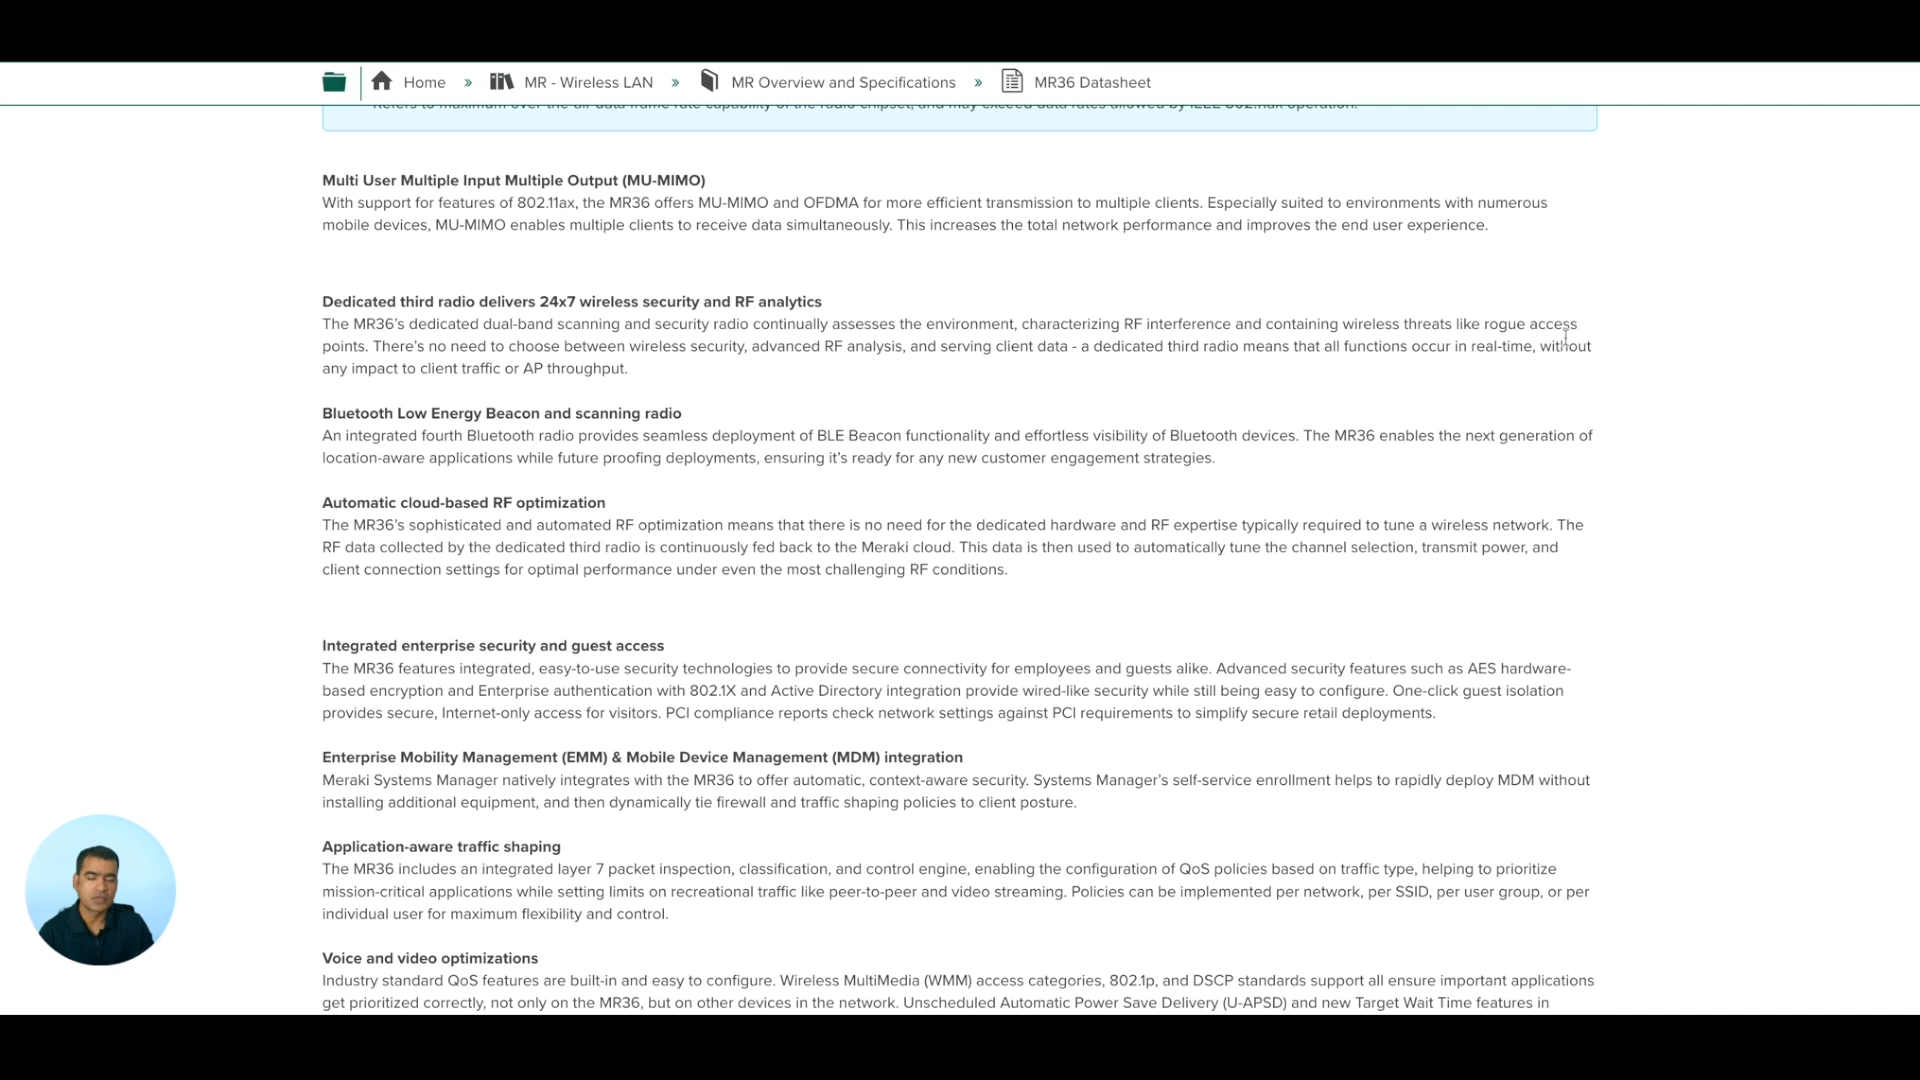 Home » MR - Wireless LAN » MR Overview and Specifications » MR36 Datasheet
Refers to maximum over-the-air data frame rate capability of the radio chipset, and may exceed data rates allowed by IEEE 802.11ax operation.
Multi User Multiple Input Multiple Output (MU-MIMO)
With support for features of 802.11ax, the MR36 offers MU-MIMO and OFDMA for more efficient transmission to multiple clients. Especially suited to environments with numerous
mobile devices, MU-MIMO enables multiple clients to receive data simultaneously. This increases the total network performance and improves the end user experience.
Dedicated third radio delivers 24x7 wireless security and RF analytics
The MR36’s dedicated dual-band scanning and security radio continually assesses the environment, characterizing RF interference and containing wireless threats like rogue access
points. There’s no need to choose between wireless security, advanced RF analysis, and serving client data - a dedicated third radio means that all functions occur in real-time, without
any impact to client traffic or AP throughput.
Bluetooth Low Energy Beacon and scanning radio
An integrated fourth Bluetooth radio provides seamless deployment of BLE Beacon functionality and effortless visibility of Bluetooth devices. The MR36 enables the next generation of
location-aware applications while future proofing deployments, ensuring it’s ready for any new customer engagement strategies.
Automatic cloud-based RF optimization
The MR36’s sophisticated and automated RF optimization means that there is no need for the dedicated hardware and RF expertise typically required to tune a wireless network. The
RF data collected by the dedicated third radio is continuously fed back to the Meraki cloud. This data is then used to automatically tune the channel selection, transmit power, and
client connection settings for optimal performance under even the most challenging RF conditions.
Integrated enterprise security and guest access
The MR36 features integrated, easy-to-use security technologies to provide secure connectivity for employees and guests alike. Advanced security features such as AES hardware-
based encryption and Enterprise authentication with 802.1X and Active Directory integration provide wired-like security while still being easy to configure. One-click guest isolation
provides secure, Internet-only access for visitors. PCI compliance reports check network settings against PCI requirements to simplify secure retail deployments.
Enterprise Mobility Management (EMM) & Mobile Device Management (MDM) integration
Meraki Systems Manager natively integrates with the MR36 to offer automatic, context-aware security. Systems Manager’s self-service enrollment helps to rapidly deploy MDM without
installing additional equipment, and then dynamically tie firewall and traffic shaping policies to client posture.
Application-aware traffic shaping
The MR36 includes an integrated layer 7 packet inspection, classification, and control engine, enabling the configuration of QoS policies based on traffic type, helping to prioritize
mission-critical applications while setting limits on recreational traffic like peer-to-peer and video streaming. Policies can be implemented per network, per SSID, per user group, or per
individual user for maximum flexibility and control.
Voice and video optimizations
Industry standard QoS features are built-in and easy to configure. Wireless MultiMedia (WMM) access categories, 802.1p, and DSCP standards support all ensure important applications
get prioritized correctly, not only on the MR36, but on other devices in the network. Unscheduled Automatic Power Save Delivery (U-APSD) and new Target Wait Time features in